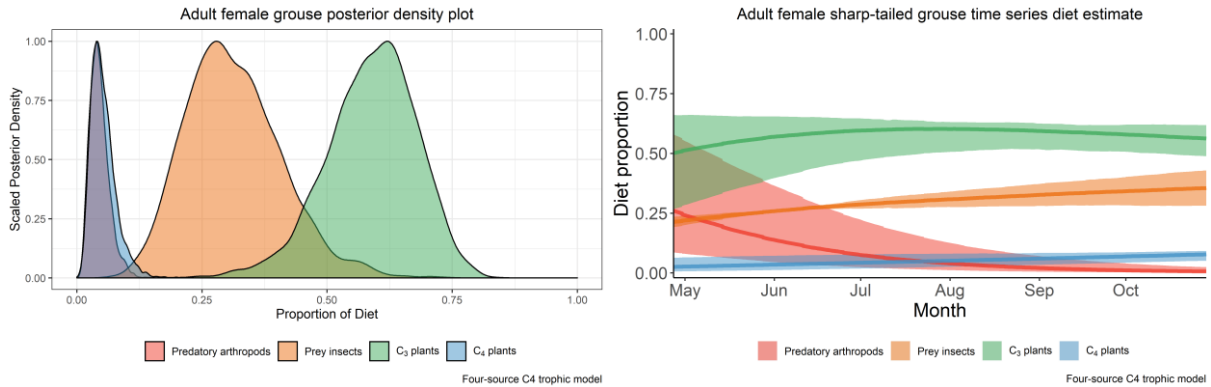 Adult female grouse posterior density plot
1.00
0.75
0.50
0.25
0.00
Scaled Posterior Density
0.00 0.25 0.50 0.75 1.00
Proportion of Diet
Predatory arthropods Prey insects C₃ plants C₄ plants
Four-source C4 trophic model
Adult female sharp-tailed grouse time series diet estimate
1.00
0.75
0.50
0.25
0.00
Diet proportion
May Jun Jul Aug Sep Oct
Month
Predatory arthropods Prey insects C₃ plants C₄ plants
Four-source C4 trophic model